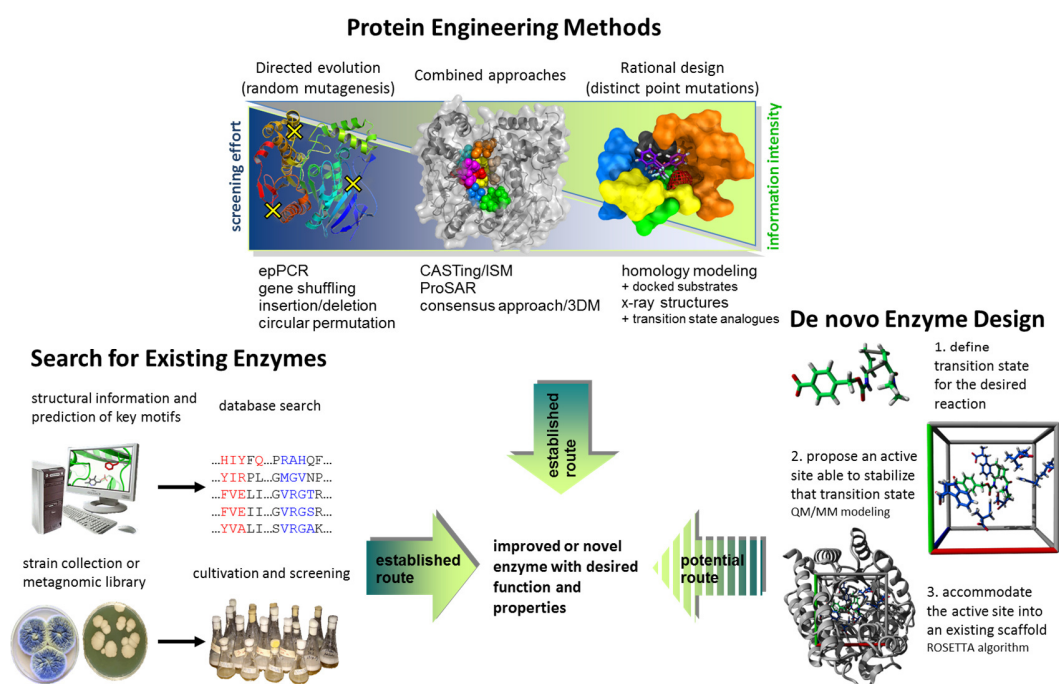 Protein Engineering Methods
Directed evolution
(random mutagenesis)
Combined approaches
Rational design
(distinct point mutations)
screening effort
information intensity
epPCR
gene shuffling
insertion/deletion
circular permutation
CASTing/ISM
ProSAR
consensus approach/3DM
homology modeling
+ docked substrates
x-ray structures
+ transition state analogues
Search for Existing Enzymes
structural information and
prediction of key motifs
database search
...HIYFQ...PRAHQF...
...YIRPL...GMGVNP...
...FVELI...GVRGTR...
...FVEII...GVRGSR...
...YVALI...SVRGAK...
strain collection or
metagnomic library
cultivation and screening
established
route
established
route
improved or novel
enzyme with desired
function and
properties
potential
route
De novo Enzyme Design
1. define
transition state
for the desired
reaction
2. propose an active
site able to stabilize
that transition state
QM/MM modeling
3. accommodate
the active site into
an existing scaffold
ROSETTA algorithm